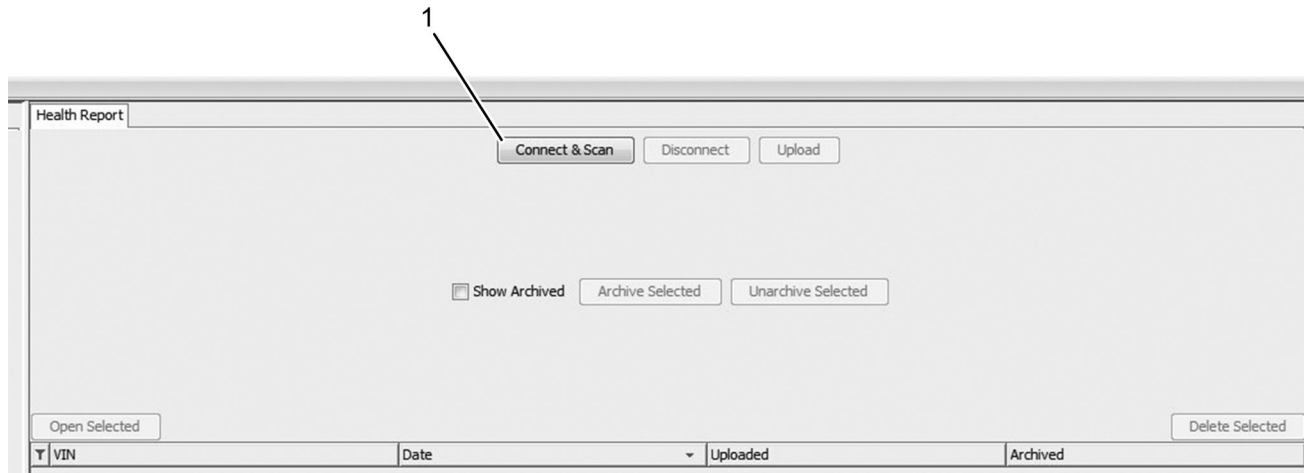 1
Health Report
Connect & Scan Disconnect Upload
Show Archived Archive Selected Unarchive Selected
Open Selected Delete Selected
VIN Date Uploaded Archived